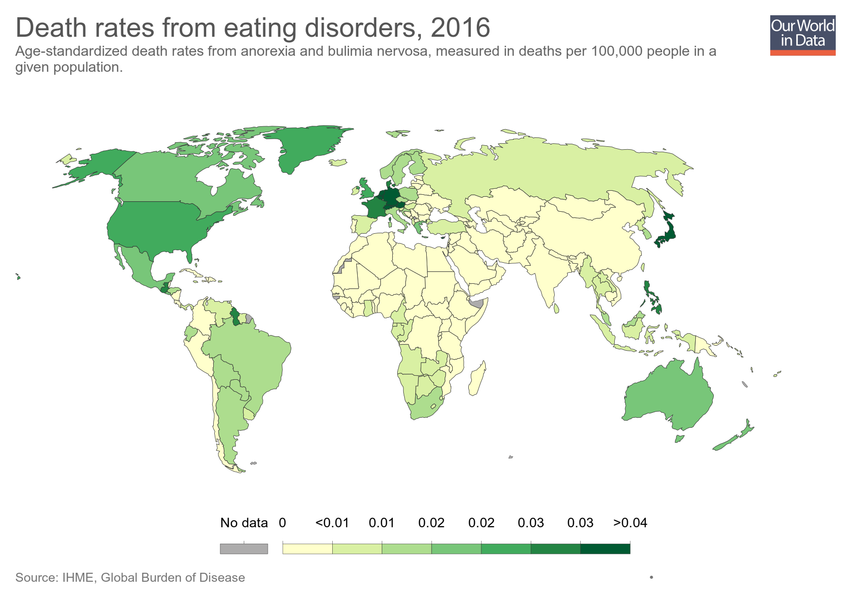 Death rates from eating disorders, 2016
Age-standardized death rates from anorexia and bulimia nervosa, measured in deaths per 100,000 people in a
given population.
Our World
in Data
No data 0 <0.01 0.01 0.02 0.02 0.03 0.03 >0.04
Source: IHME, Global Burden of Disease